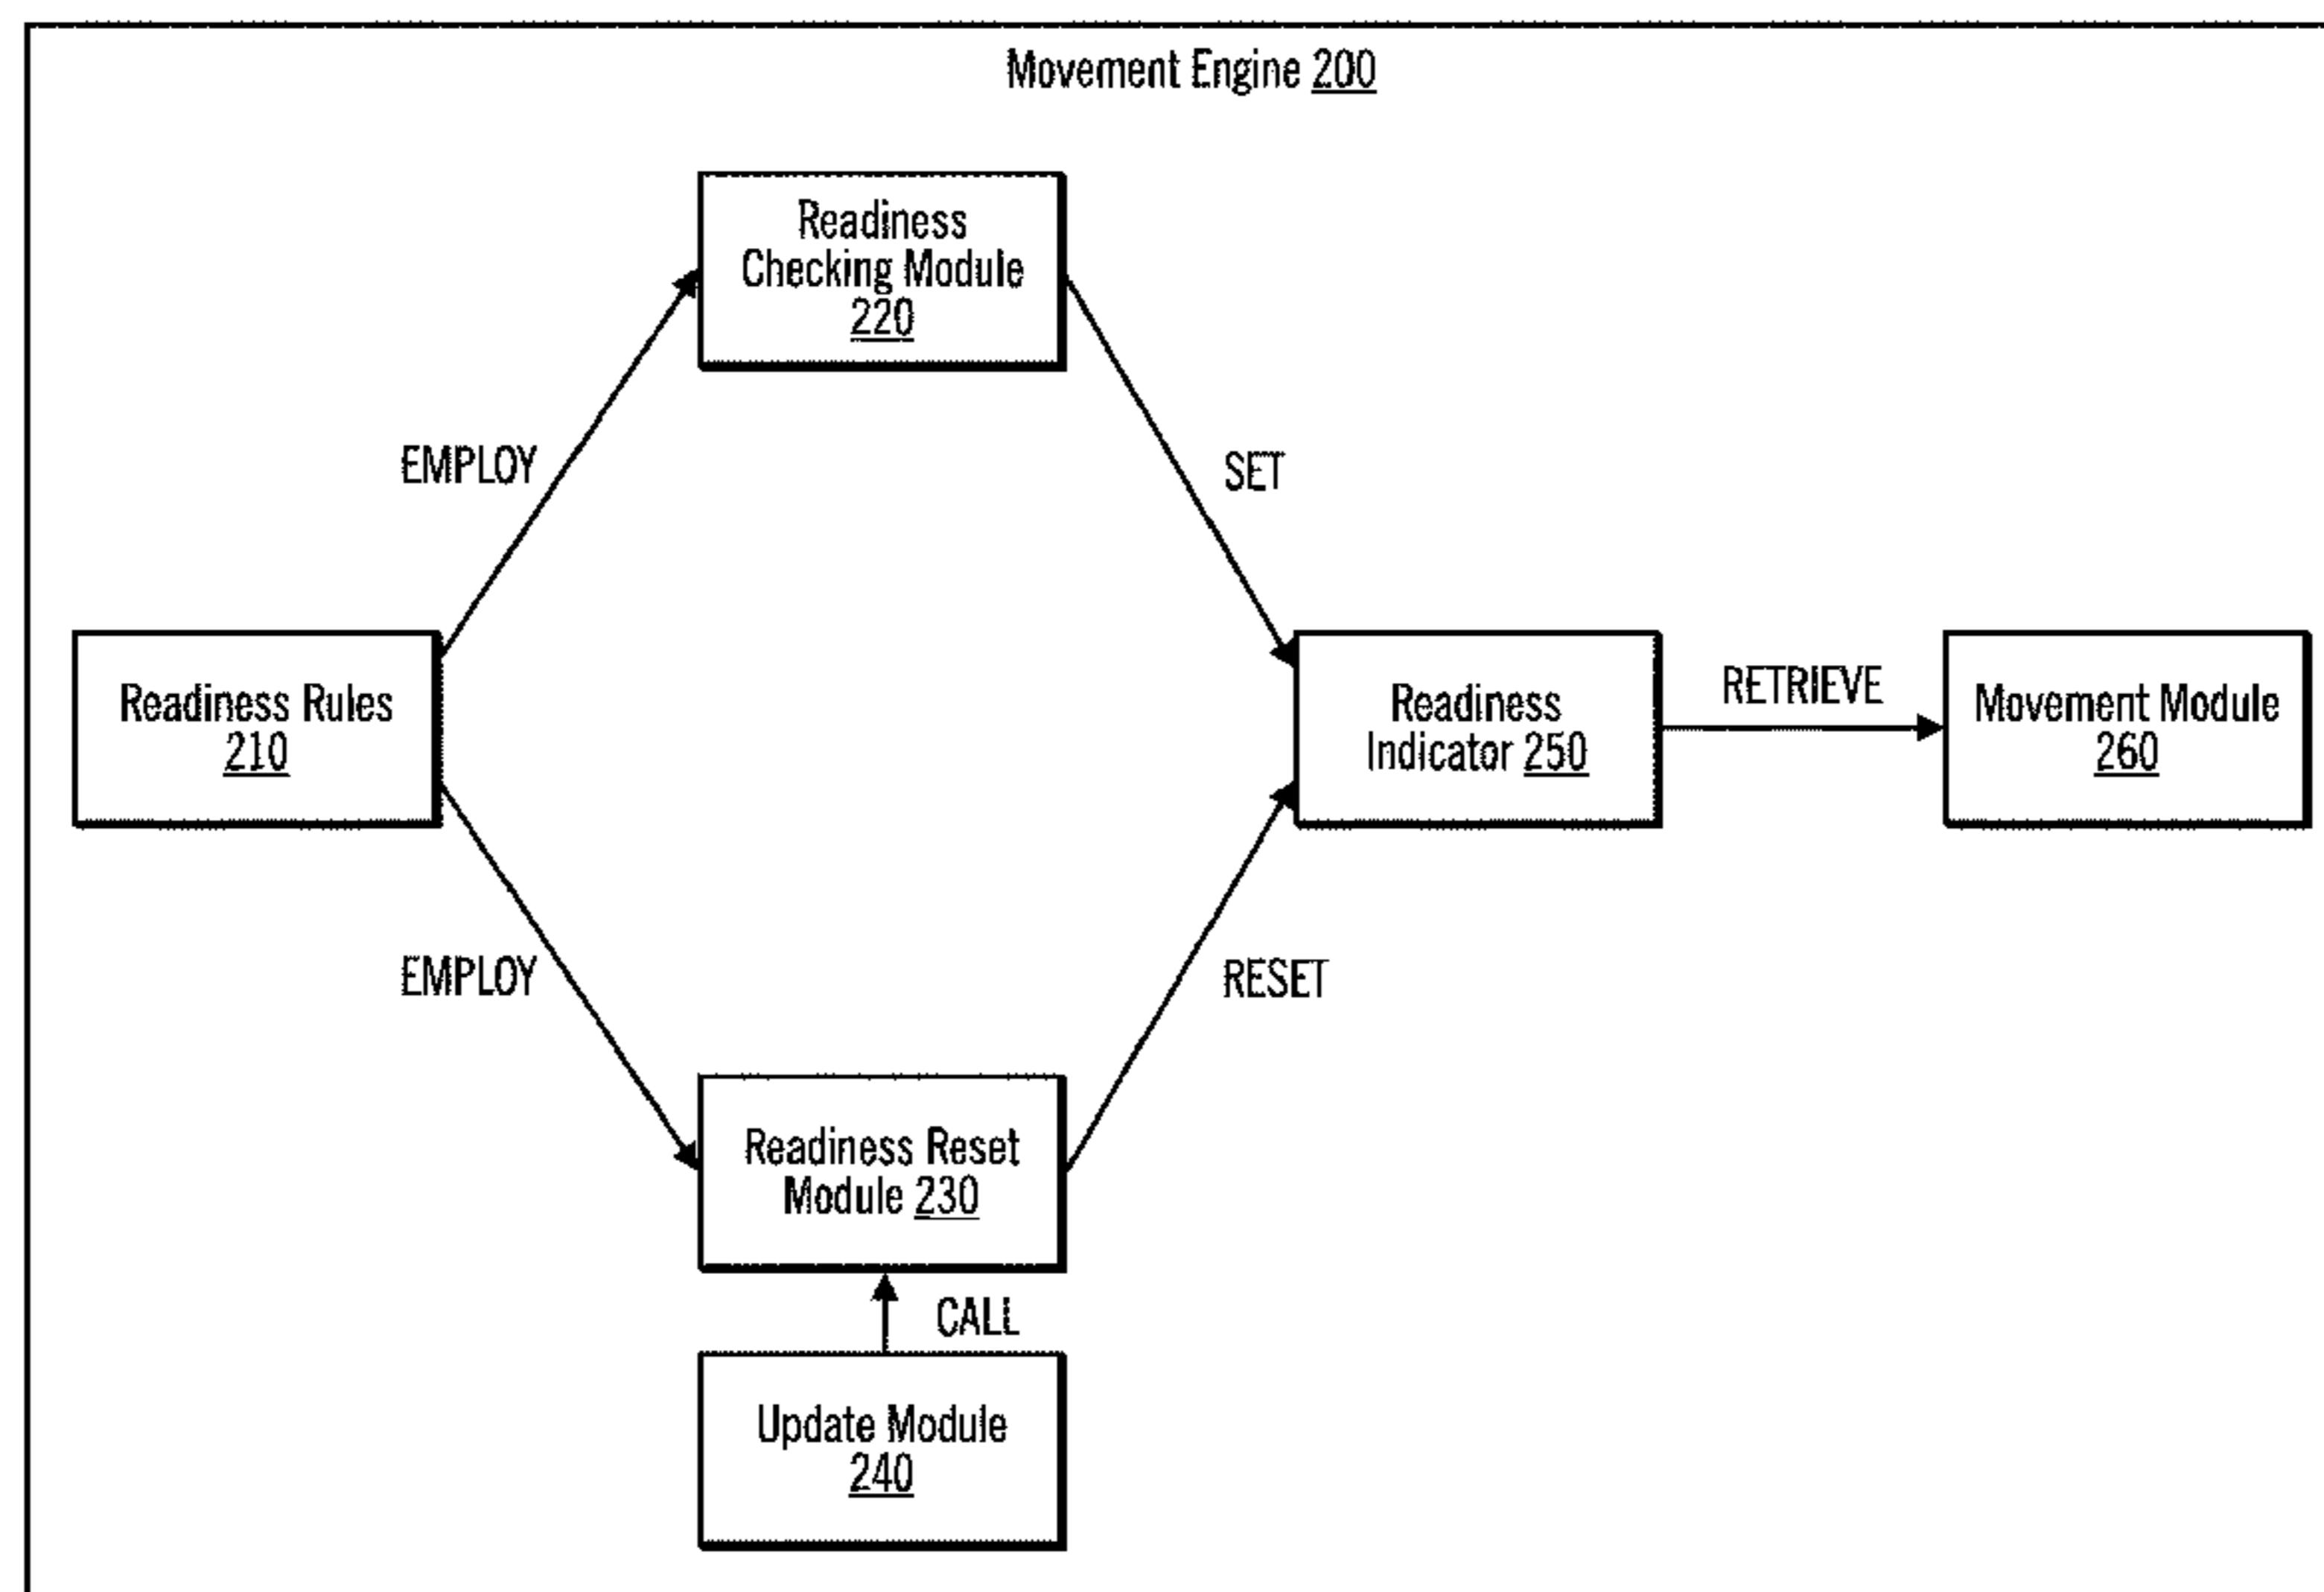 Movement Engine 200
Readiness
Checking Module
220
EMPLOY
SET
Readiness Rules
210
Readiness
Indicator 250
RETRIEVE
Movement Module
260
EMPLOY
RESET
Readiness Reset
Module 230
CALL
Update Module
240